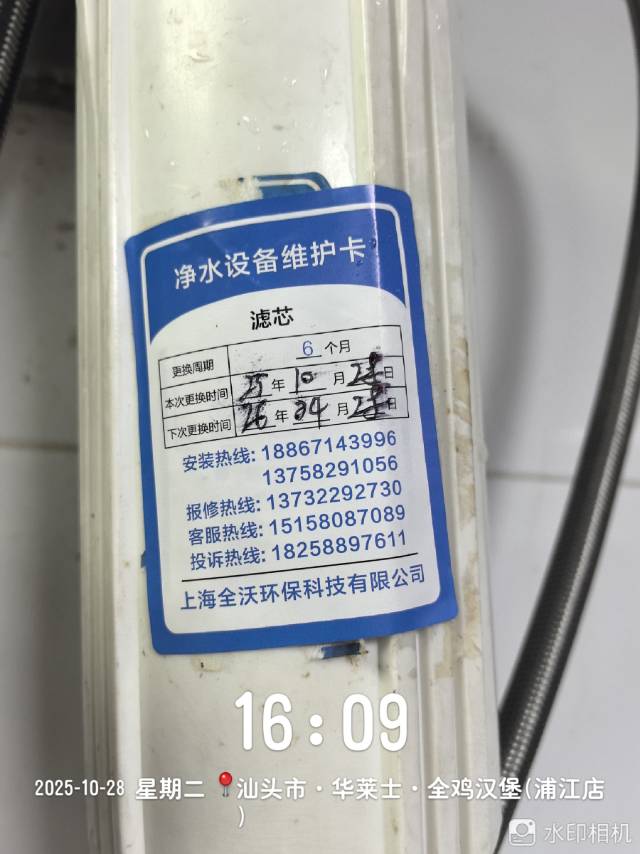 净水设备维护卡
滤芯
更换周期 6 个月
本次更换时间 25 年 10 月 28 日
下次更换时间 26 年 04 月 28 日
安装热线: 18867143996
13758291056
报修热线: 13732292730
客服热线: 15158087089
投诉热线: 18258897611
上海全沃环保科技有限公司
16:09
2025-10-28 星期二 汕头市·华莱士·全鸡汉堡(浦江店
)
水印相机